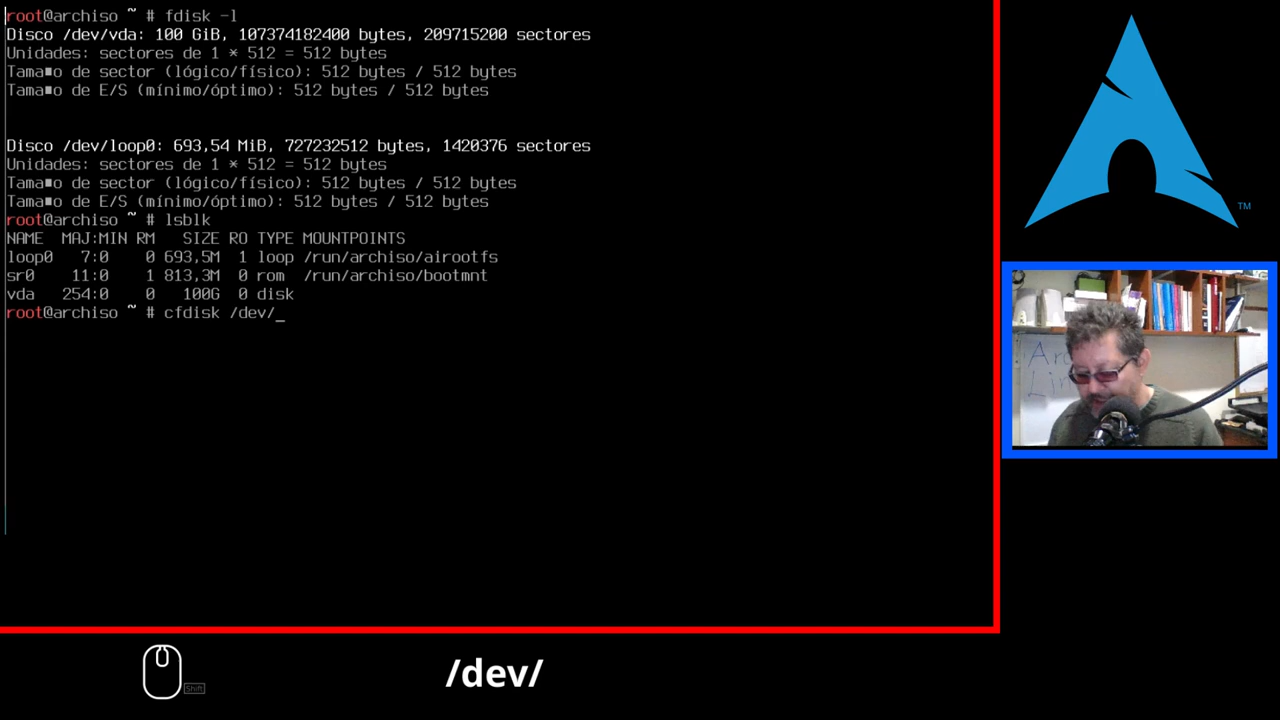 root@archiso ~ # fdisk -l
Disco /dev/vda: 100 GiB, 107374182400 bytes, 209715200 sectores
Unidades: sectores de 1 * 512 = 512 bytes
Tama■o de sector (lógico/físico): 512 bytes / 512 bytes
Tama■o de E/S (mínimo/óptimo): 512 bytes / 512 bytes
Disco /dev/loop0: 693,54 MiB, 727232512 bytes, 1420376 sectores
Unidades: sectores de 1 * 512 = 512 bytes
Tama■o de sector (lógico/físico): 512 bytes / 512 bytes
Tama■o de E/S (mínimo/óptimo): 512 bytes / 512 bytes
root@archiso ~ # lsblk
NAME MAJ:MIN RM SIZE RO TYPE MOUNTPOINTS
loop0 7:0 0 693,5M 1 loop /run/archiso/airootfs
sr0 11:0 1 813,3M 0 rom /run/archiso/bootmnt
vda 254:0 0 100G 0 disk
root@archiso ~ # cfdisk /dev/_
TM
Shift
/dev/